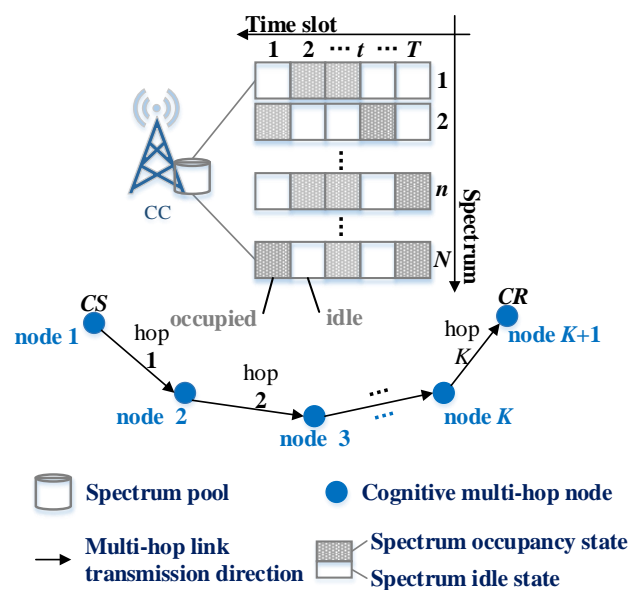 Time slot
1 2 ··· t ··· T
1
2
⋮
n
⋮
N
Spectrum
CC
occupied idle
CS
node 1
hop
1
node 2
hop
2
node 3
···
···
hop
K
node K
CR
node K+1
Spectrum pool
Cognitive multi-hop node
Multi-hop link
transmission direction
Spectrum occupancy state
Spectrum idle state